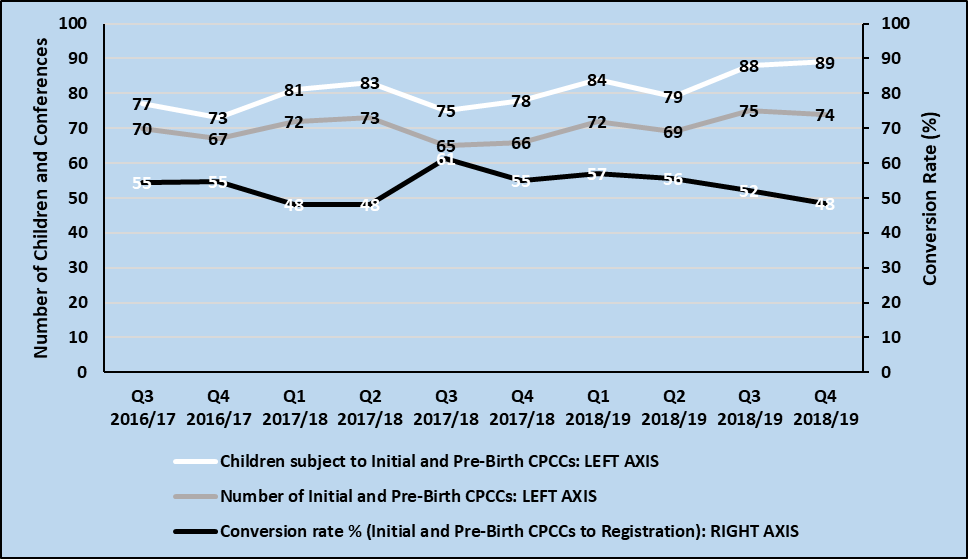 Number of Children and Conferences
100
90
80
70
60
50
40
30
20
10
0
77 73 81 83 75 78 84 79 88 89
70 67 72 73 65 66 72 69 75 74
55 55 48 48 61 55 57 56 52 48
100
90
80
70
60
50
40
30
20
10
0
Conversion Rate (%)
Q3 Q4 Q1 Q2 Q3 Q4 Q1 Q2 Q3 Q4
2016/17 2016/17 2017/18 2017/18 2017/18 2017/18 2018/19 2018/19 2018/19 2018/19
Children subject to Initial and Pre-Birth CPCCs: LEFT AXIS
Number of Initial and Pre-Birth CPCCs: LEFT AXIS
Conversion rate % (Initial and Pre-Birth CPCCs to Registration): RIGHT AXIS